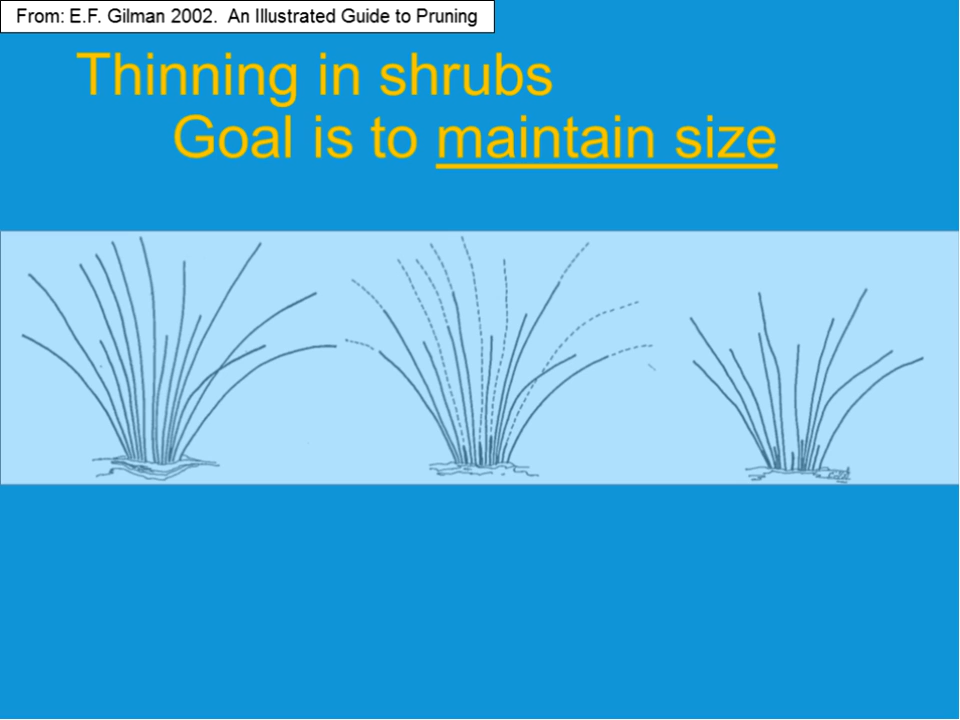 From: E.F. Gilman 2002. An Illustrated Guide to Pruning
Thinning in shrubs
Goal is to maintain size